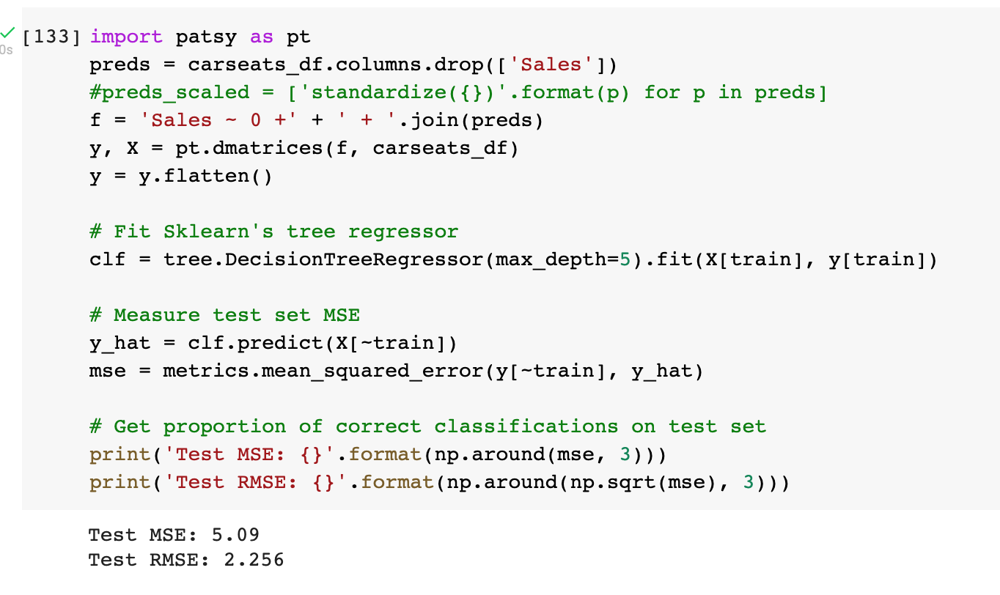 [133] import patsy as pt
0s
preds = carseats_df.columns.drop(['Sales'])
#preds_scaled = ['standardize({})'.format(p) for p in preds]
f = 'Sales ~ 0 +' + ' + '.join(preds)
y, X = pt.dmatrices(f, carseats_df)
y = y.flatten()
# Fit Sklearn's tree regressor
clf = tree.DecisionTreeRegressor(max_depth=5).fit(X[train], y[train])
# Measure test set MSE
y_hat = clf.predict(X[~train])
mse = metrics.mean_squared_error(y[~train], y_hat)
# Get proportion of correct classifications on test set
print('Test MSE: {}'.format(np.around(mse, 3)))
print('Test RMSE: {}'.format(np.around(np.sqrt(mse), 3)))
Test MSE: 5.09
Test RMSE: 2.256